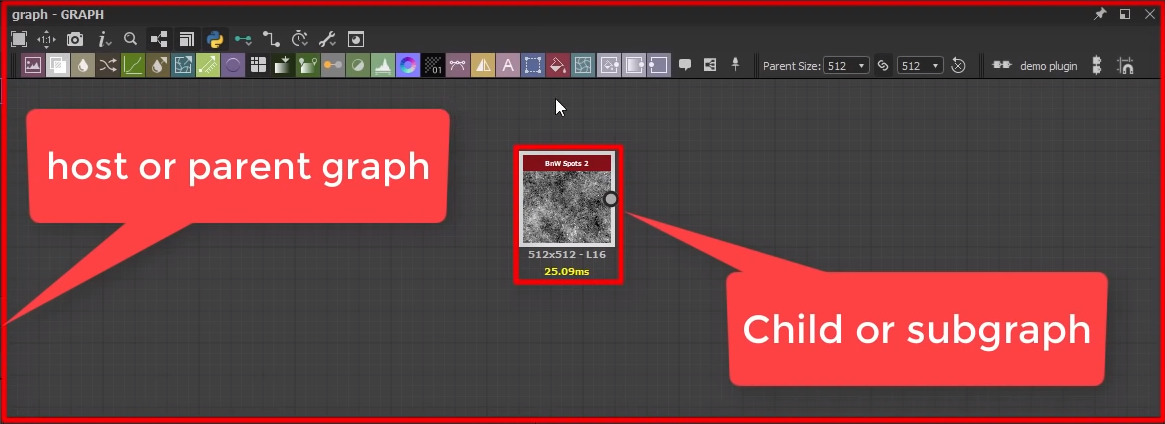 graph - GRAPH
1:1
01
A
Parent Size: 512 512
demo plugin
host or parent graph
BnW Spots 2
512x512 - L16
25.09ms
Child or subgraph